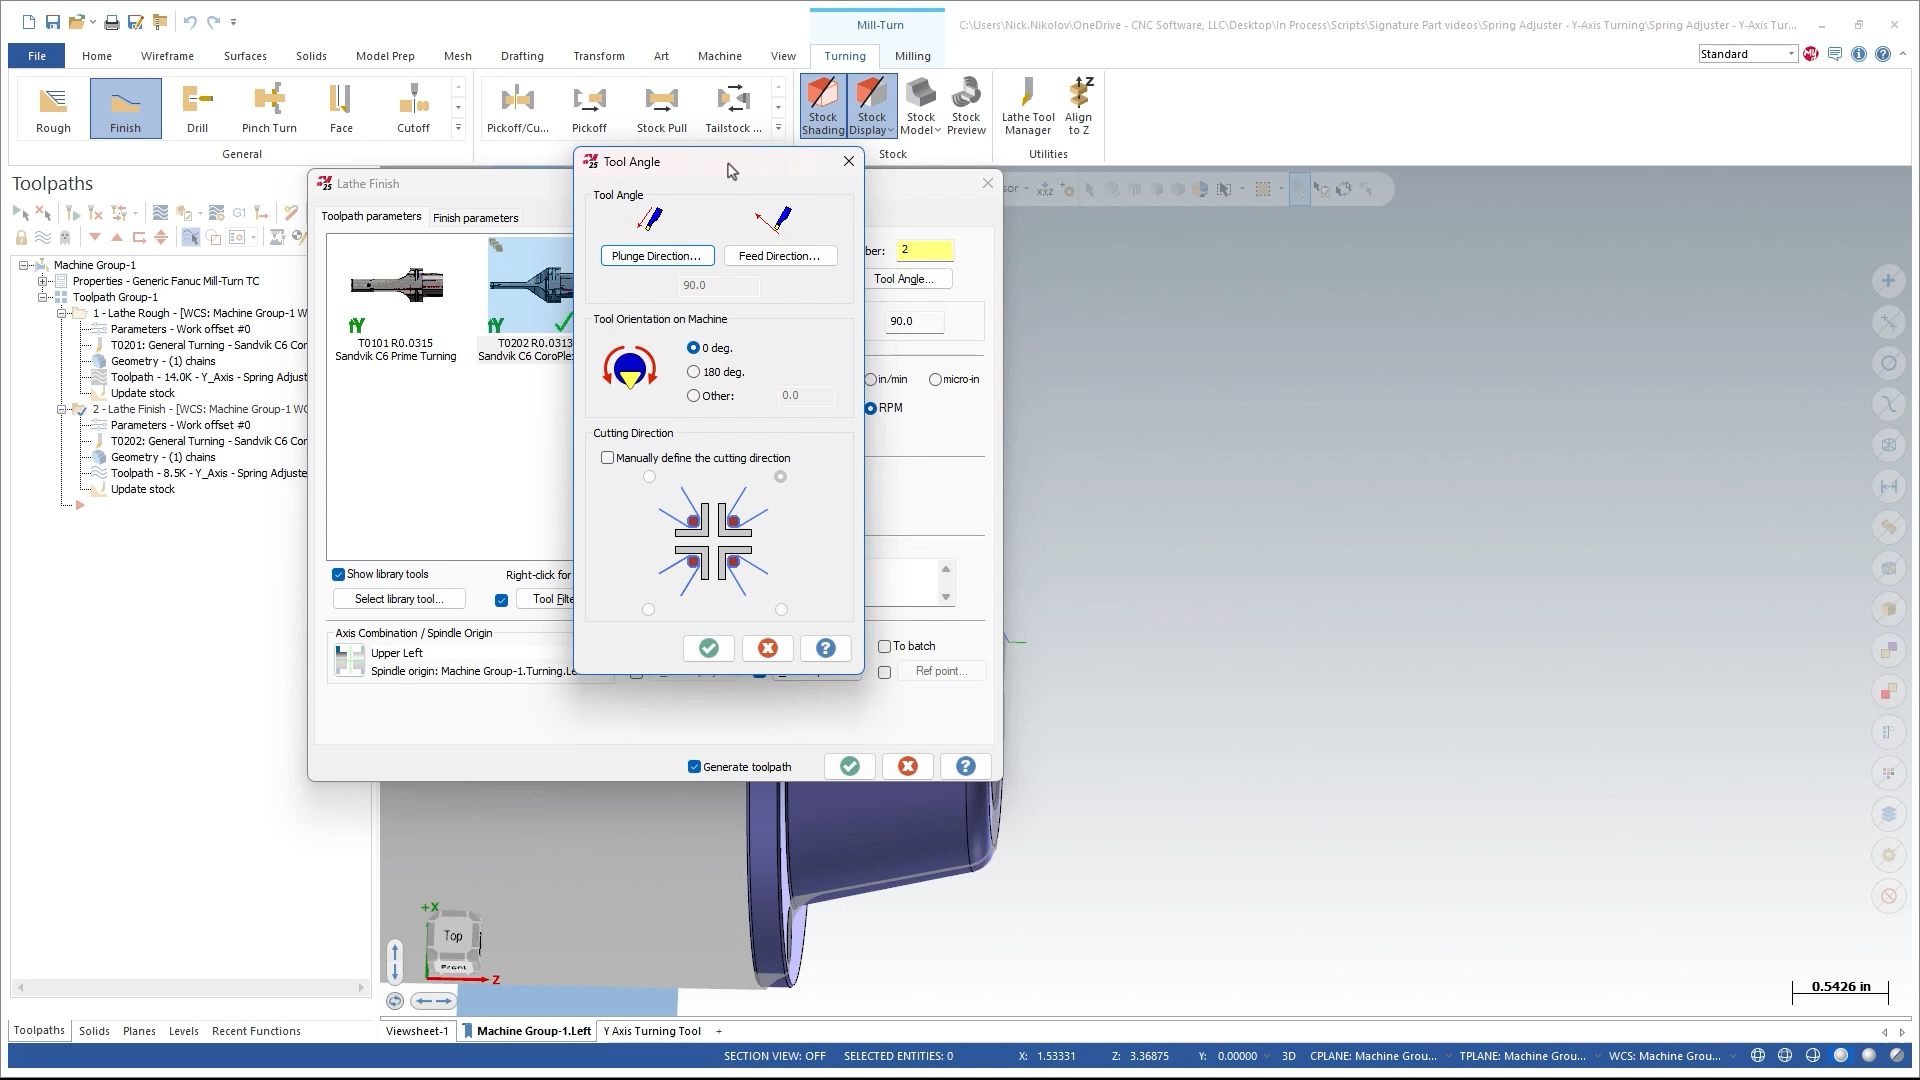 Mill-Turn
C:\Users\Nick.Nikolov\OneDrive - CNC Software, LLC\Desktop\In Process\Scripts\Signature Part videos\Spring Adjuster - Y-Axis Turning\Spring Adjuster - Y-Axis Tur...
File
Home
Wireframe
Surfaces
Solids
Model Prep
Mesh
Drafting
Transform
Art
Machine
View
Turning
Milling
Standard
Rough
Finish
Drill
Pinch Turn
Face
Cutoff
Pickoff/Cu...
Pickoff
Stock Pull
Tailstock ...
Stock Shading
Stock Display
Stock Model
Stock Preview
Lathe Tool Manager
Align to Z
General
Stock
Utilities
Toolpaths
G1
Machine Group-1
Properties - Generic Fanuc Mill-Turn TC
Toolpath Group-1
1 - Lathe Rough - [WCS: Machine Group-1 W
Parameters - Work offset #0
T0201: General Turning - Sandvik C6 Cor
Geometry - (1) chains
Toolpath - 14.0K - Y_Axis - Spring Adjust
Update stock
2 - Lathe Finish - [WCS: Machine Group-1 WC
Parameters - Work offset #0
T0202: General Turning - Sandvik C6 Cor
Geometry - (1) chains
Toolpath - 8.5K - Y_Axis - Spring Adjuste
Update stock
25 Lathe Finish
Toolpath parameters
Finish parameters
T0101 R0.0315
Sandvik C6 Prime Turning
T0202 R0.0313
Sandvik C6 CoroPle
Show library tools
Right-click for
Select library tool...
Tool Filte
Axis Combination / Spindle Origin
Upper Left
Spindle origin: Machine Group-1.Turning.Le
ber: 2
Tool Angle...
90.0
in/min
micro-in
RPM
To batch
Ref point...
Generate toolpath
25 Tool Angle
Tool Angle
Plunge Direction...
Feed Direction...
90.0
Tool Orientation on Machine
0 deg.
180 deg.
Other:
0.0
Cutting Direction
Manually define the cutting direction
sor
XYZ
+X
Top
Front
Z
0.5426 in
Toolpaths
Solids
Planes
Levels
Recent Functions
Viewsheet-1
Machine Group-1.Left
Y Axis Turning Tool
+
SECTION VIEW: OFF
SELECTED ENTITIES: 0
X: 1.53331
Z: 3.36875
Y: 0.00000
3D
CPLANE: Machine Grou...
TPLANE: Machine Grou...
WCS: Machine Grou...